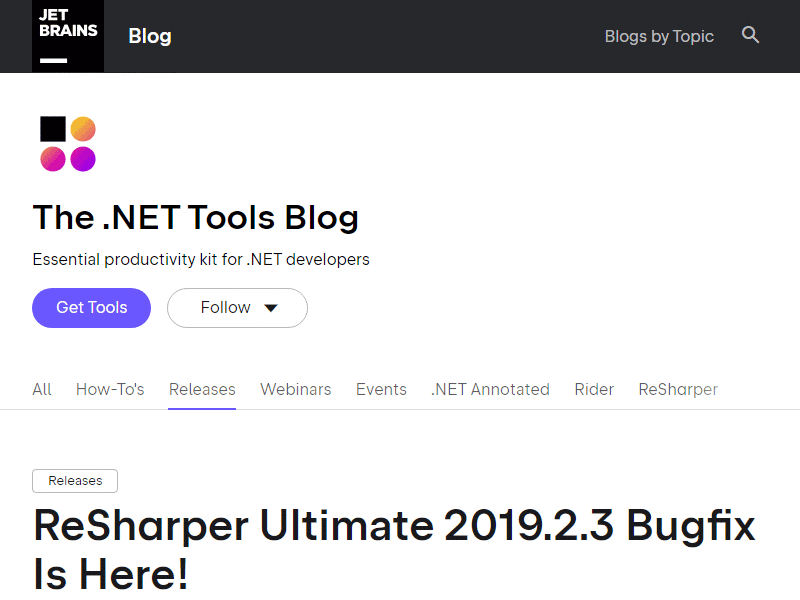 JET
BRAINS
Blog
Blogs by Topic
The .NET Tools Blog
Essential productivity kit for .NET developers
Get Tools
Follow
All How-To's Releases Webinars Events .NET Annotated Rider ReSharper
Releases
ReSharper Ultimate 2019.2.3 Bugfix
Is Here!